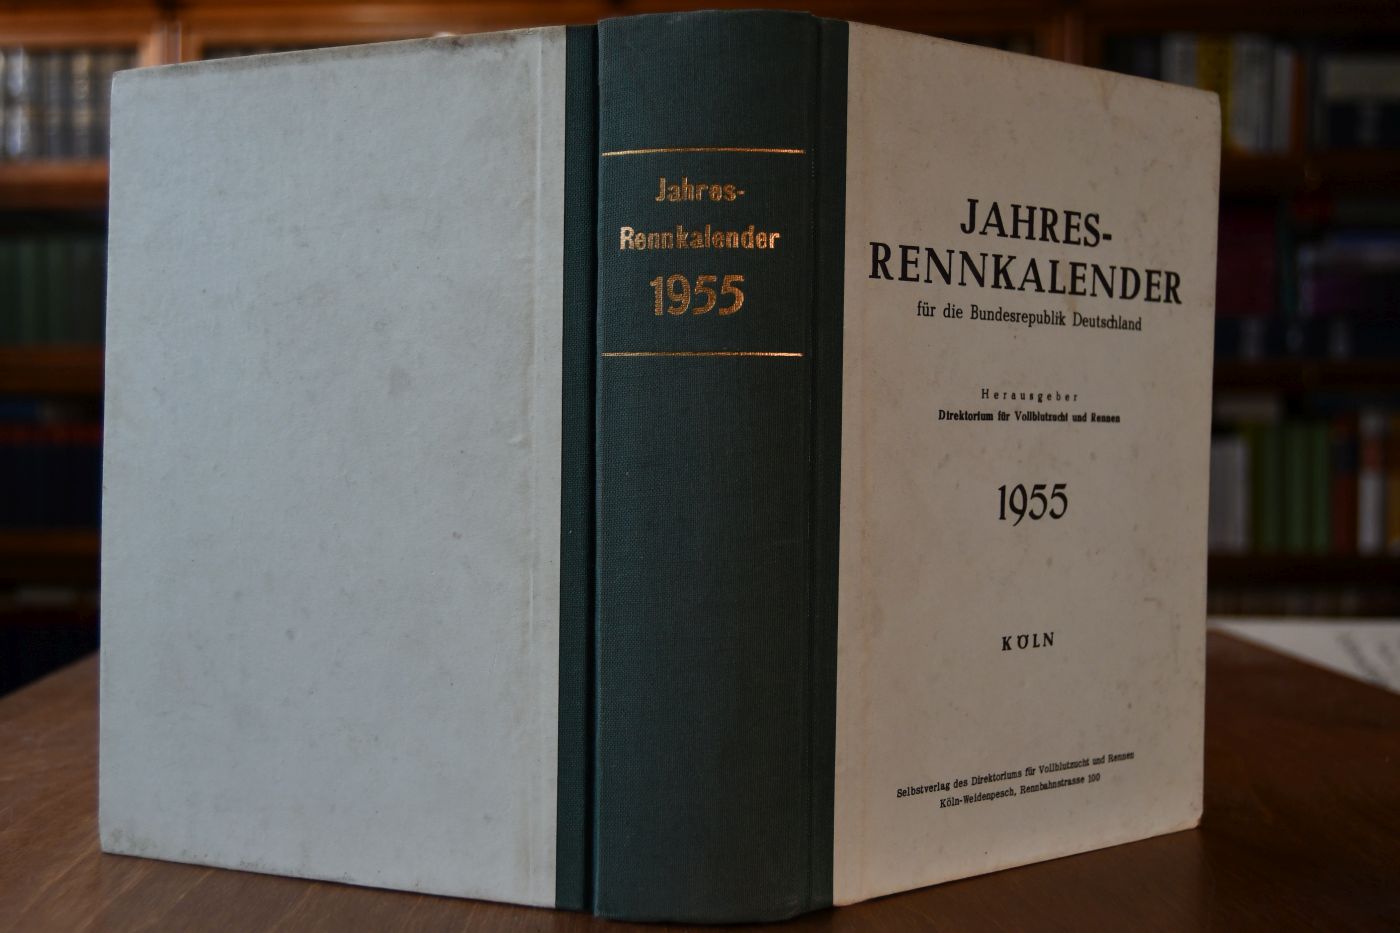 Jahres-
Rennkalender
1955
JAHRES-
RENNKALENDER
für die Bundesrepublik Deutschland
Herausgeber
Direktorium für Vollblutzucht und Rennen
1955
KÖLN
Selbstverlag des Direktoriums für Vollblutzucht und Rennen
Köln-Weidenpesch, Rennbahnstrasse 100